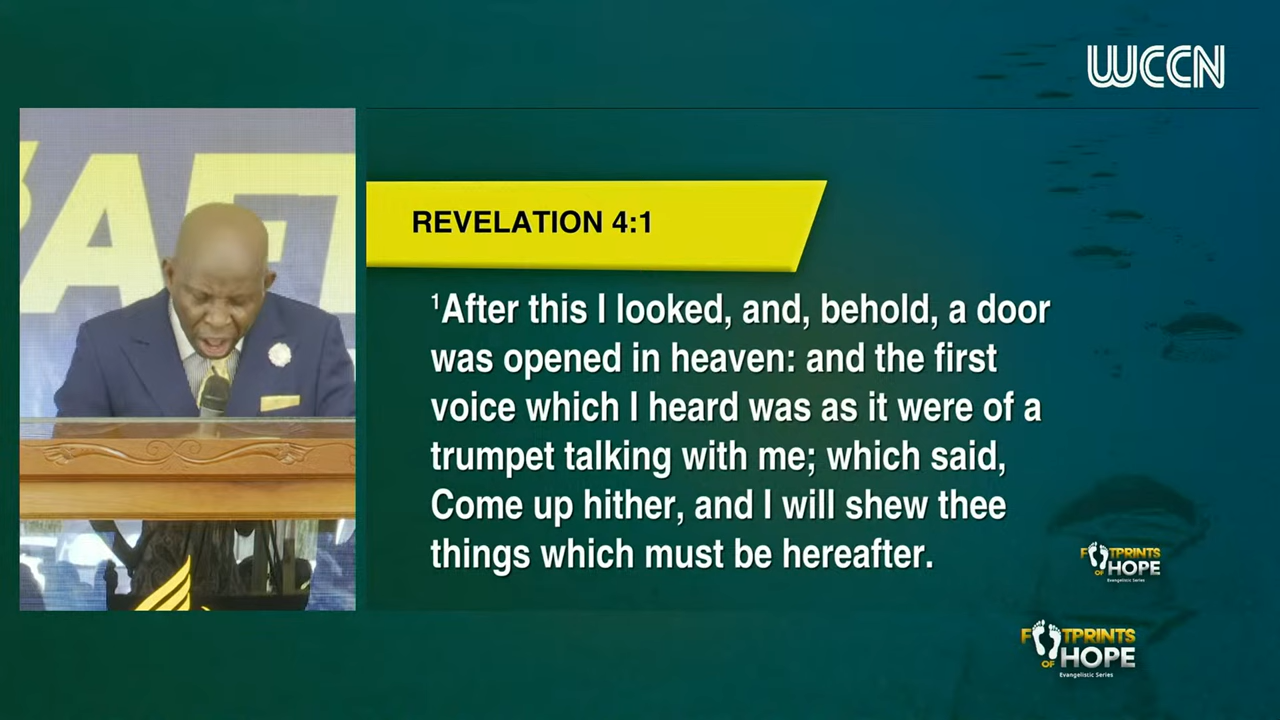 WCCN
REVELATION 4:1
¹After this I looked, and, behold, a door
was opened in heaven: and the first
voice which I heard was as it were of a
trumpet talking with me; which said,
Come up hither, and I will shew thee
things which must be hereafter.
FOOTPRINTS
OF HOPE
Evangelistic Series
FOOTPRINTS
OF HOPE
Evangelistic Series